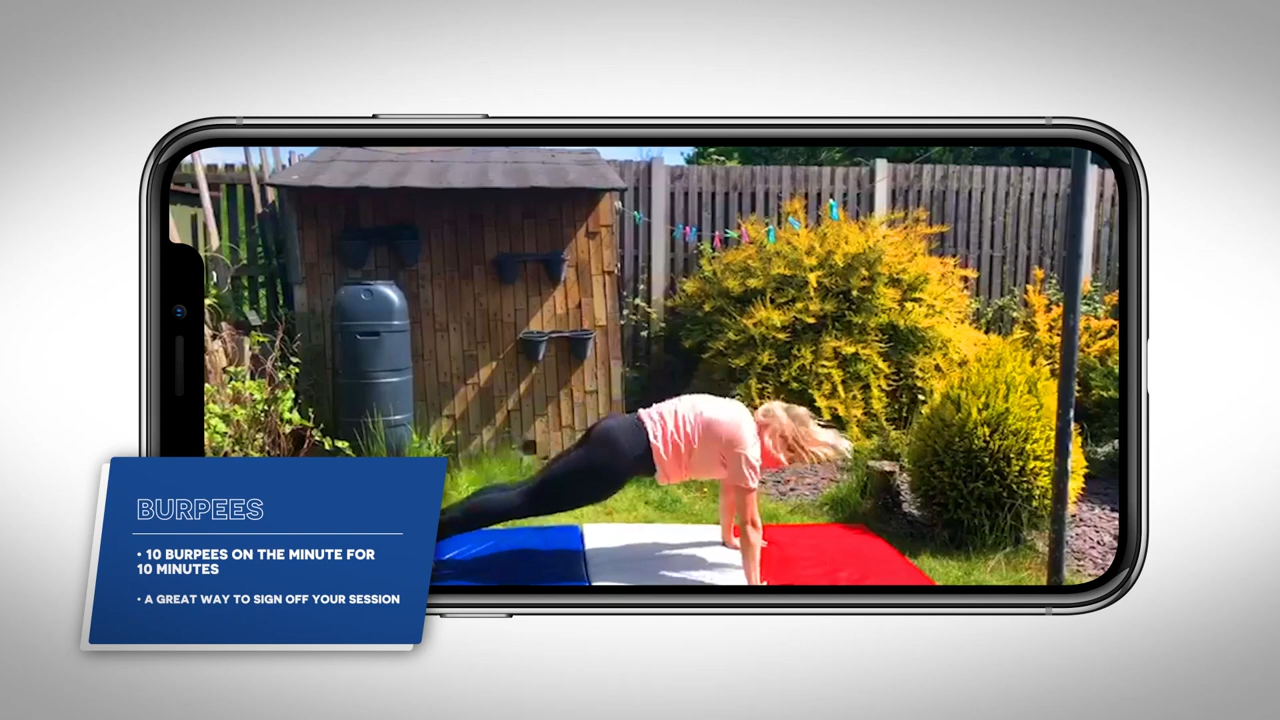 BURPEES
• 10 BURPEES ON THE MINUTE FOR
10 MINUTES
• A GREAT WAY TO SIGN OFF YOUR SESSION